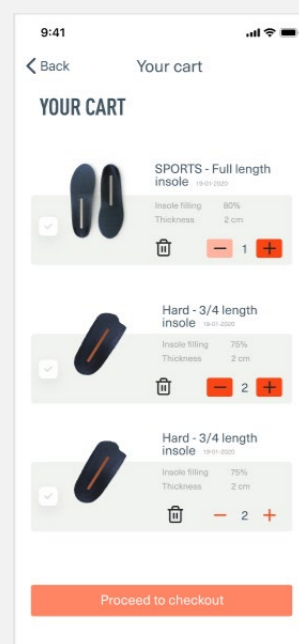 9:41
Back Your cart
YOUR CART
SPORTS - Full length
insole 19-01-2020
Insole filling 80%
Thickness 2 cm
1
Hard - 3/4 length
insole 19-01-2020
Insole filling 75%
Thickness 2 cm
2
Hard - 3/4 length
insole 19-01-2020
Insole filling 75%
Thickness 2 cm
2
Proceed to checkout